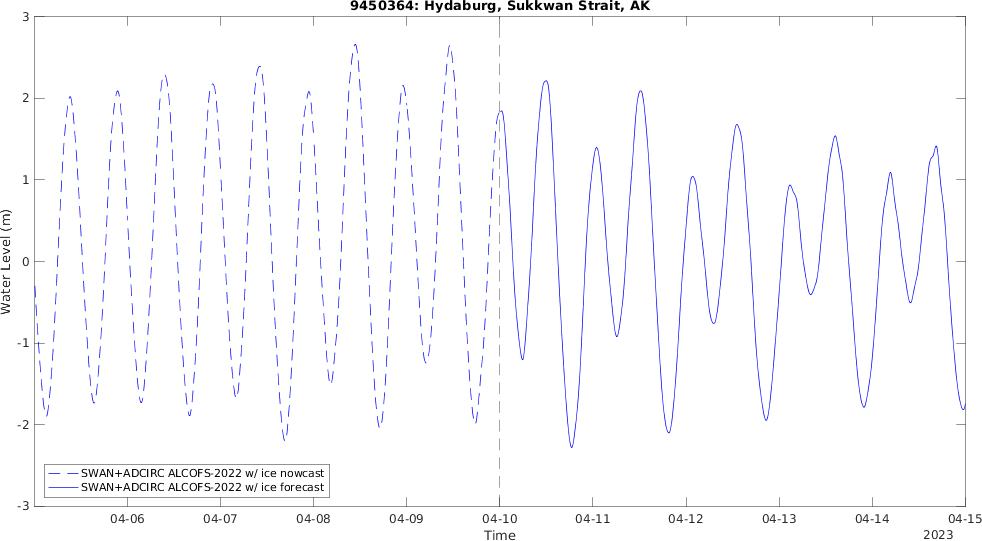 9450364: Hydaburg, Sukkwan Strait, AK
3
2
1
0
-1
-2
-3
Water Level (m)
SWAN+ADCIRC ALCOFS-2022 w/ ice nowcast
SWAN+ADCIRC ALCOFS-2022 w/ ice forecast
04-06 04-07 04-08 04-09 04-10 04-11 04-12 04-13 04-14 04-15
Time
2023